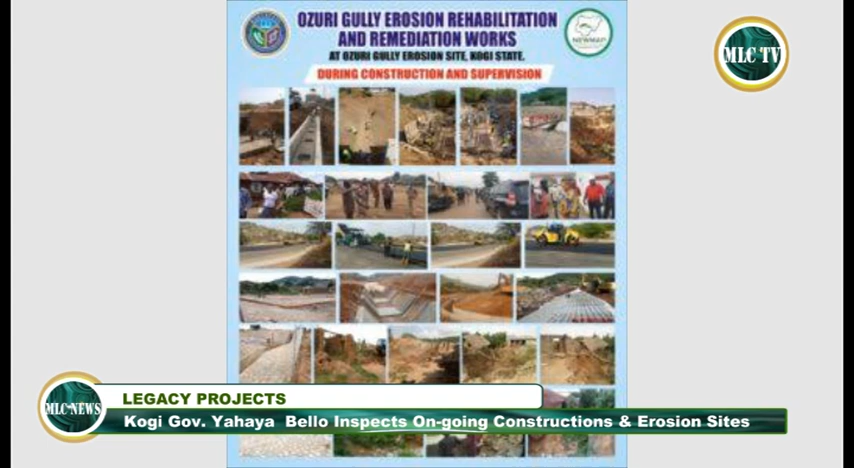 OZURI GULLY EROSION REHABILITATION
AND REMEDIATION WORKS
AT OZURI GULLY EROSION SITE, KOGI STATE.
DURING CONSTRUCTION AND SUPERVISION
NEWMAP
MLC TV
MLC NEWS
LEGACY PROJECTS
Kogi Gov. Yahaya Bello Inspects On-going Constructions & Erosion Sites